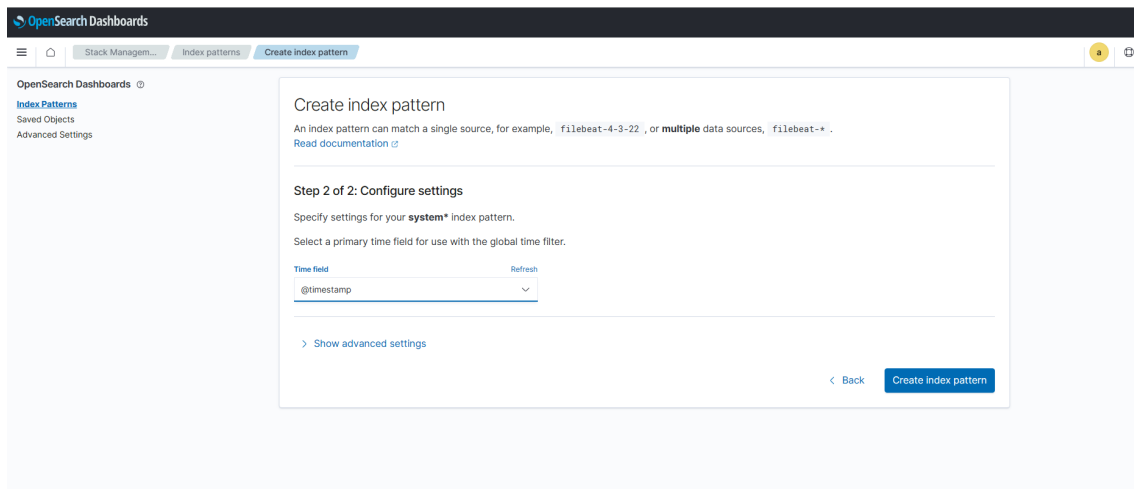 OpenSearch Dashboards
Stack Managem... Index patterns Create index pattern a
OpenSearch Dashboards
Index Patterns
Saved Objects
Advanced Settings
Create index pattern
An index pattern can match a single source, for example, filebeat-4-3-22 , or multiple data sources, filebeat-* .
Read documentation
Step 2 of 2: Configure settings
Specify settings for your system* index pattern.
Select a primary time field for use with the global time filter.
Time field Refresh
@timestamp
Show advanced settings
Back Create index pattern